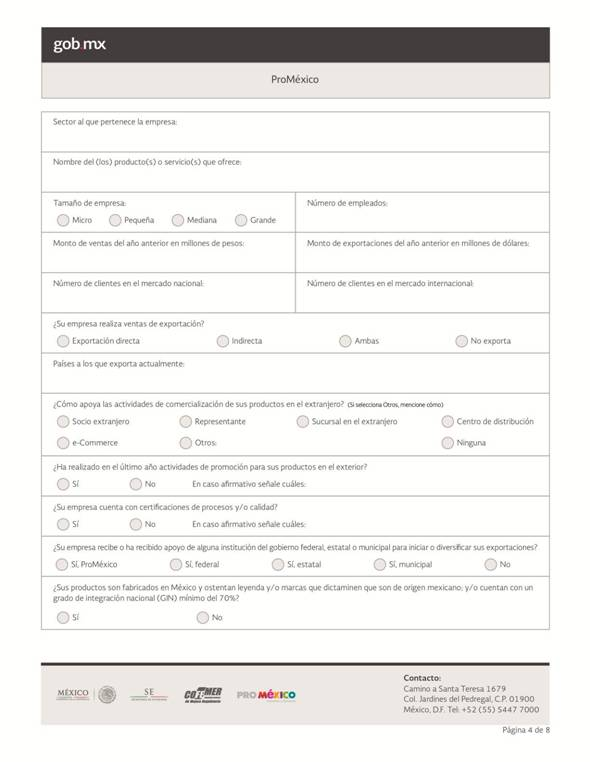 gob.mx
ProMéxico
Sector al que pertenece la empresa:
Nombre del (los) producto(s) o servicio(s) que ofrece:
Tamaño de empresa:
Número de empleados:
Micro Pequeña Mediana Grande
Monto de ventas del año anterior en millones de pesos:
Monto de exportaciones del año anterior en millones de dólares:
Número de clientes en el mercado nacional:
Número de clientes en el mercado internacional:
¿Su empresa realiza ventas de exportación?
Exportación directa Indirecta Ambas No exporta
Países a los que exporta actualmente:
¿Cómo apoya las actividades de comercialización de sus productos en el extranjero? (Si selecciona Otros, mencione cómo)
Socio extranjero Representante Sucursal en el extranjero Centro de distribución
e-Commerce Otros: Ninguna
¿Ha realizado en el último año actividades de promoción para sus productos en el exterior?
Sí No En caso afirmativo señale cuáles:
¿Su empresa cuenta con certificaciones de procesos y/o calidad?
Sí No En caso afirmativo señale cuáles:
¿Su empresa recibe o ha recibido apoyo de alguna institución del gobierno federal, estatal o municipal para iniciar o diversificar sus exportaciones?
Sí, ProMéxico Sí, federal Sí, estatal Sí, municipal No
¿Sus productos son fabricados en México y ostentan leyenda y/o marcas que dictaminen que son de origen mexicano; y/o cuentan con un
grado de integración nacional (GIN) mínimo del 70%?
Sí No
MÉXICO
SE
COFEMER
PROMÉXICO
Contacto:
Camino a Santa Teresa 1679
Col. Jardines del Pedregal, C.P. 01900
México, D.F. Tel: +52 (55) 5447 7000
Página 4 de 8